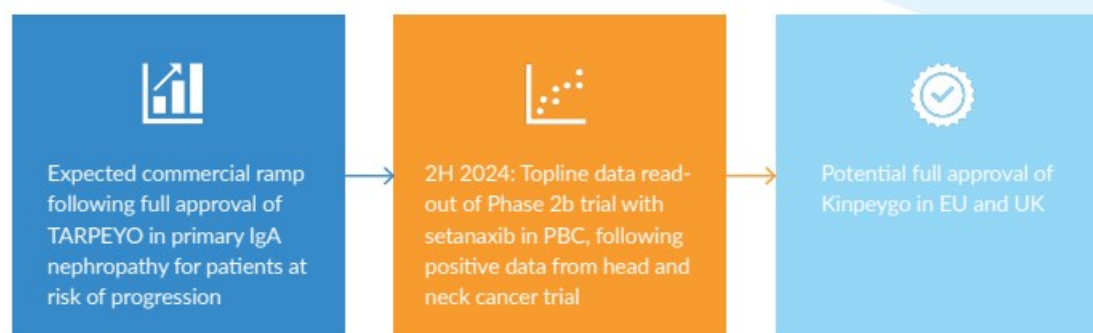 Expected commercial ramp
following full approval of
TARPEYO in primary IgA
nephropathy for patients at
risk of progression
2H 2024: Topline data read-
out of Phase 2b trial with
setanaxib in PBC, following
positive data from head and
neck cancer trial
Potential full approval of
Kinpeygo in EU and UK